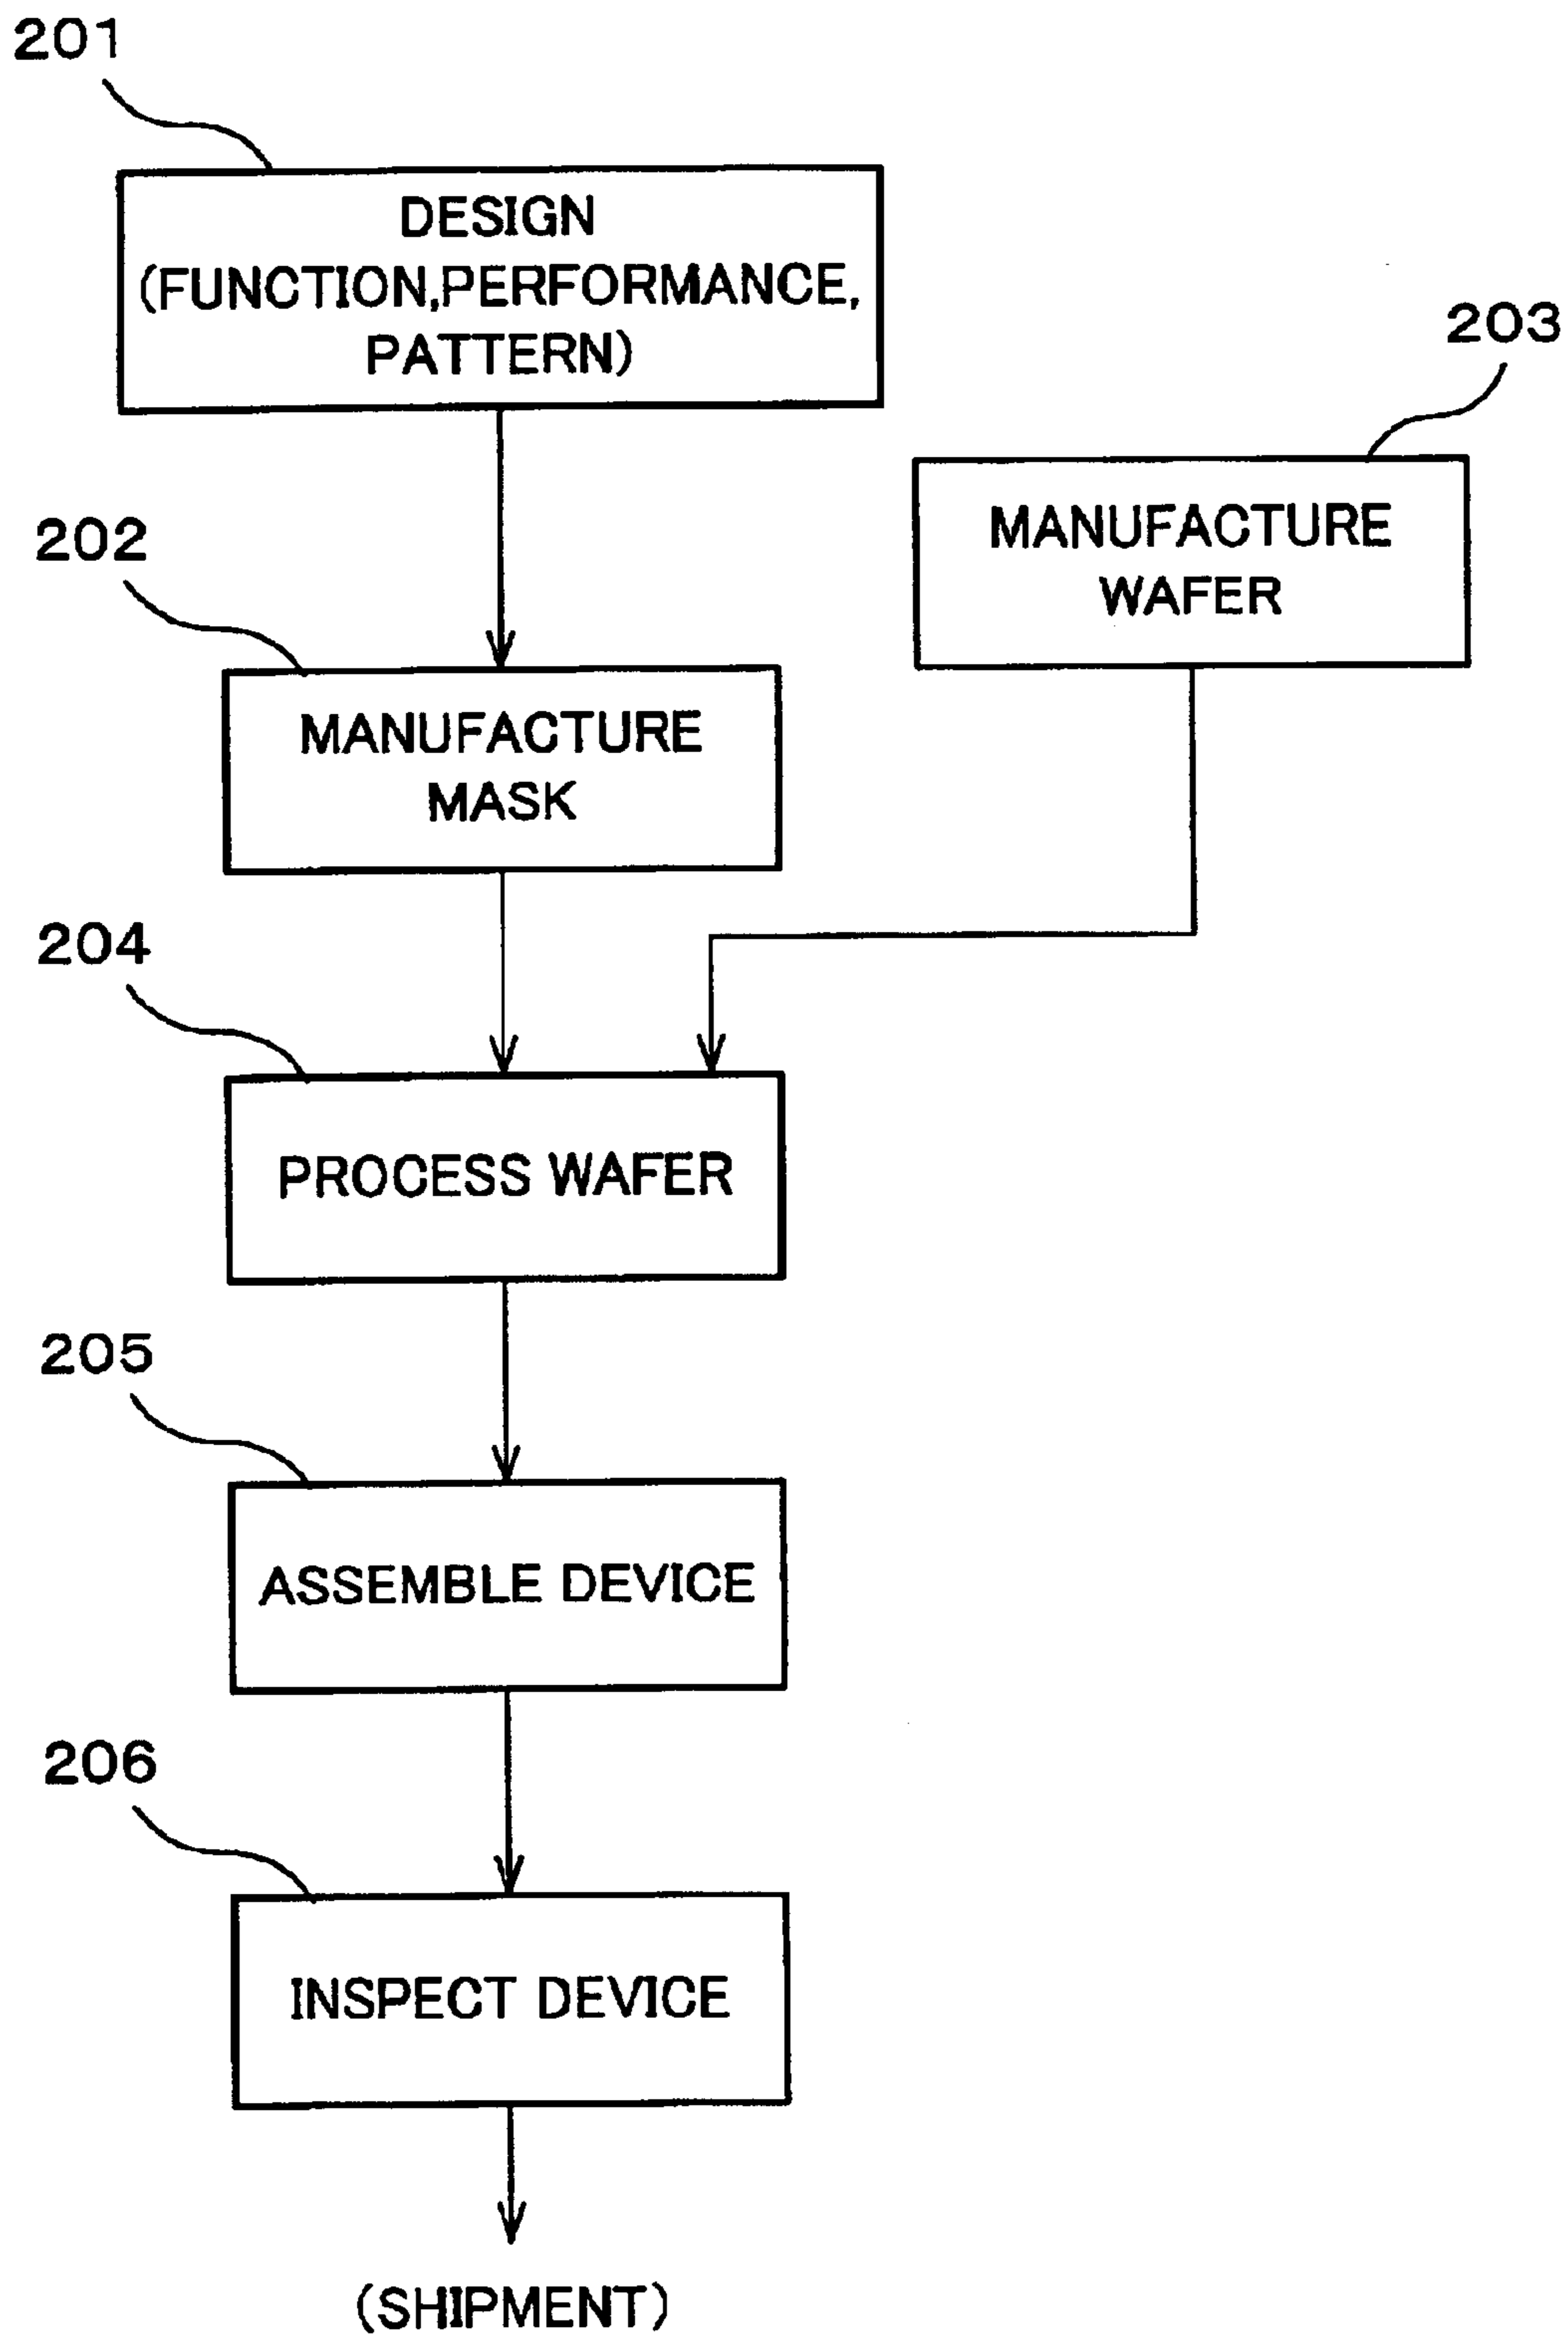 201
DESIGN
(FUNCTION,PERFORMANCE,
PATTERN)
203
MANUFACTURE
WAFER
202
MANUFACTURE
MASK
204
PROCESS WAFER
205
ASSEMBLE DEVICE
206
INSPECT DEVICE
(SHIPMENT)